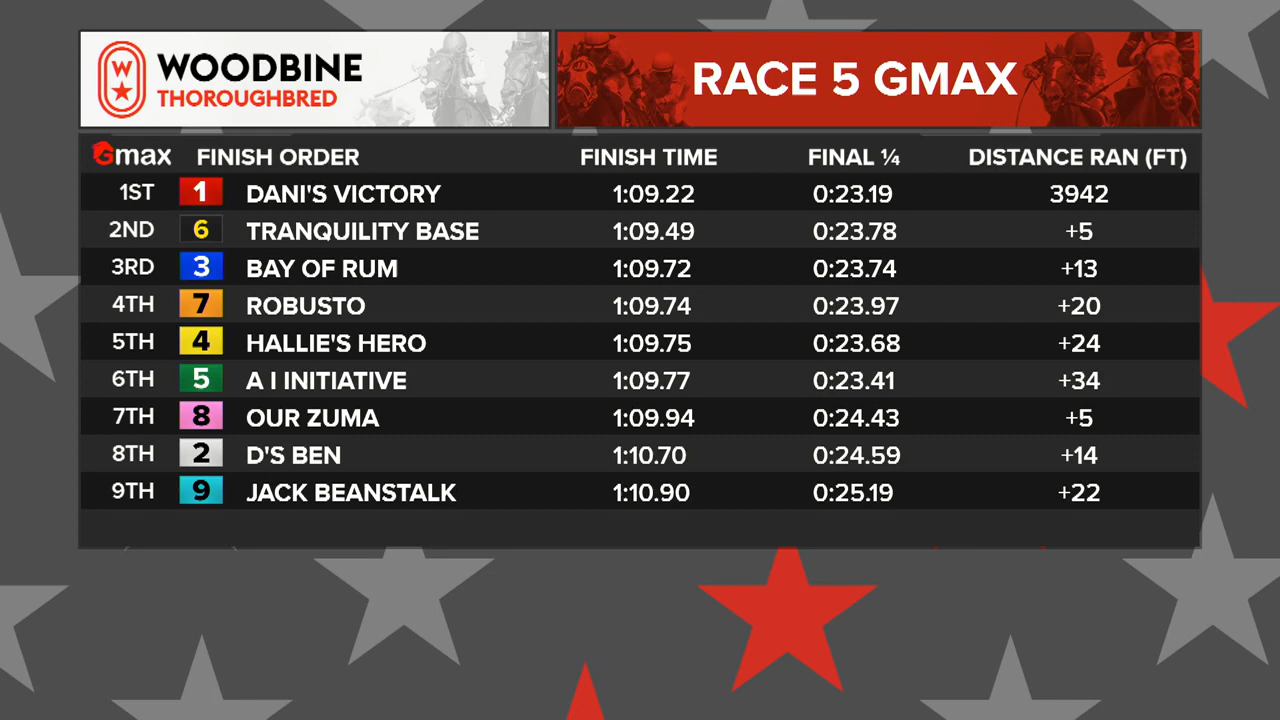 W
WOODBINE
THOROUGHBRED
RACE 5 GMAX
Gmax FINISH ORDER FINISH TIME FINAL ¼ DISTANCE RAN (FT)
1ST 1 DANI'S VICTORY 1:09.22 0:23.19 3942
2ND 6 TRANQUILITY BASE 1:09.49 0:23.78 +5
3RD 3 BAY OF RUM 1:09.72 0:23.74 +13
4TH 7 ROBUSTO 1:09.74 0:23.97 +20
5TH 4 HALLIE'S HERO 1:09.75 0:23.68 +24
6TH 5 A I INITIATIVE 1:09.77 0:23.41 +34
7TH 8 OUR ZUMA 1:09.94 0:24.43 +5
8TH 2 D'S BEN 1:10.70 0:24.59 +14
9TH 9 JACK BEANSTALK 1:10.90 0:25.19 +22